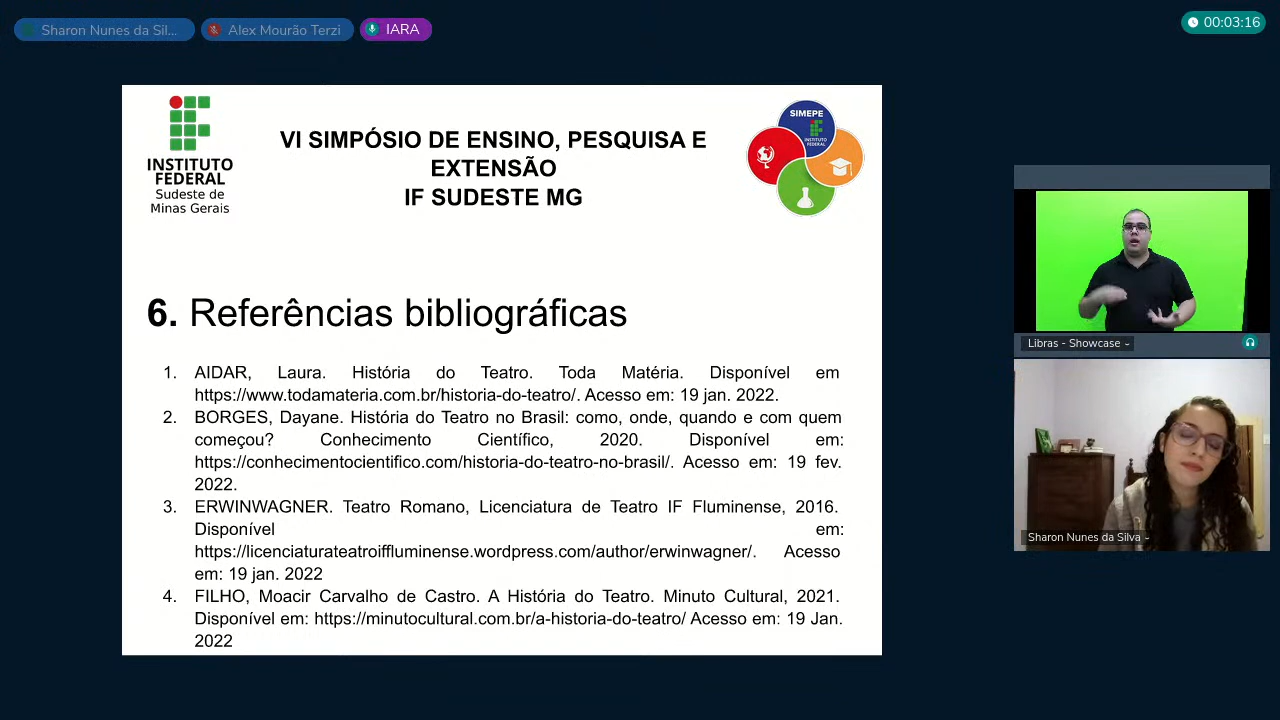 Sharon Nunes da Sil...
Alex Mourão Terzi
IARA
00:03:16
INSTITUTO
FEDERAL
Sudeste de
Minas Gerais
VI SIMPÓSIO DE ENSINO, PESQUISA E
EXTENSÃO
IF SUDESTE MG
SIMEPE
INSTITUTO
FEDERAL
6. Referências bibliográficas
1. AIDAR, Laura. História do Teatro. Toda Matéria. Disponível em
https://www.todamateria.com.br/historia-do-teatro/. Acesso em: 19 jan. 2022.
2. BORGES, Dayane. História do Teatro no Brasil: como, onde, quando e com quem
começou? Conhecimento Científico, 2020. Disponível em:
https://conhecimentocientifico.com/historia-do-teatro-no-brasil/. Acesso em: 19 fev.
2022.
3. ERWINWAGNER. Teatro Romano, Licenciatura de Teatro IF Fluminense, 2016.
Disponível em:
https://licenciaturateatroiffluminense.wordpress.com/author/erwinwagner/. Acesso
em: 19 jan. 2022
4. FILHO, Moacir Carvalho de Castro. A História do Teatro. Minuto Cultural, 2021.
Disponível em: https://minutocultural.com.br/a-historia-do-teatro/ Acesso em: 19 Jan.
2022
Libras - Showcase
Sharon Nunes da Silva